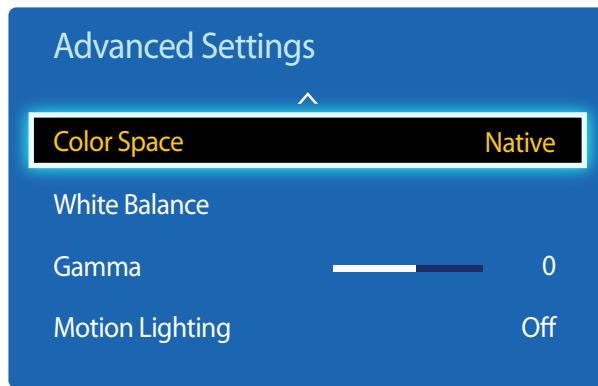 Advanced Settings
Color Space Native
White Balance
Gamma 0
Motion Lighting Off